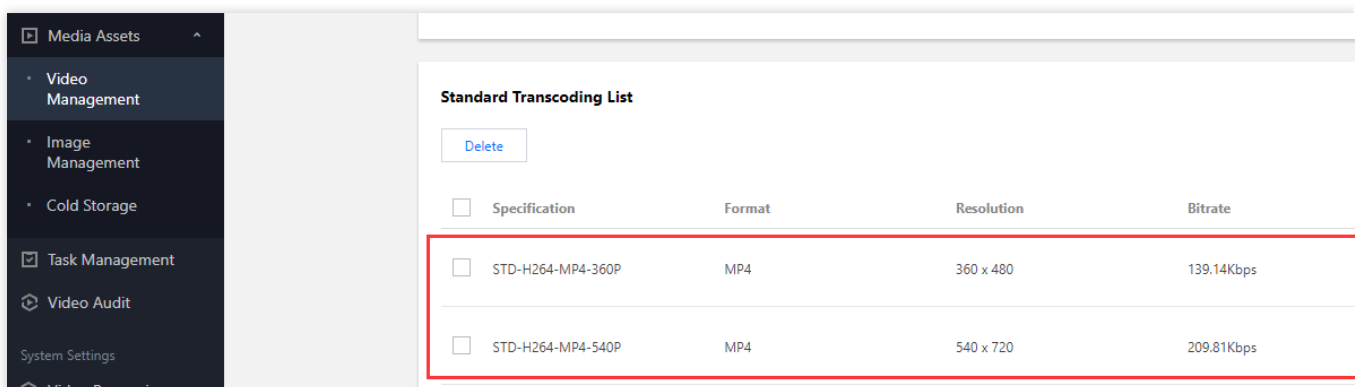 Media Assets
Video
Management
Image
Management
Cold Storage
Task Management
Video Audit
System Settings
Standard Transcoding List
Delete
Specification Format Resolution Bitrate
STD-H264-MP4-360P MP4 360 x 480 139.14Kbps
STD-H264-MP4-540P MP4 540 x 720 209.81Kbps